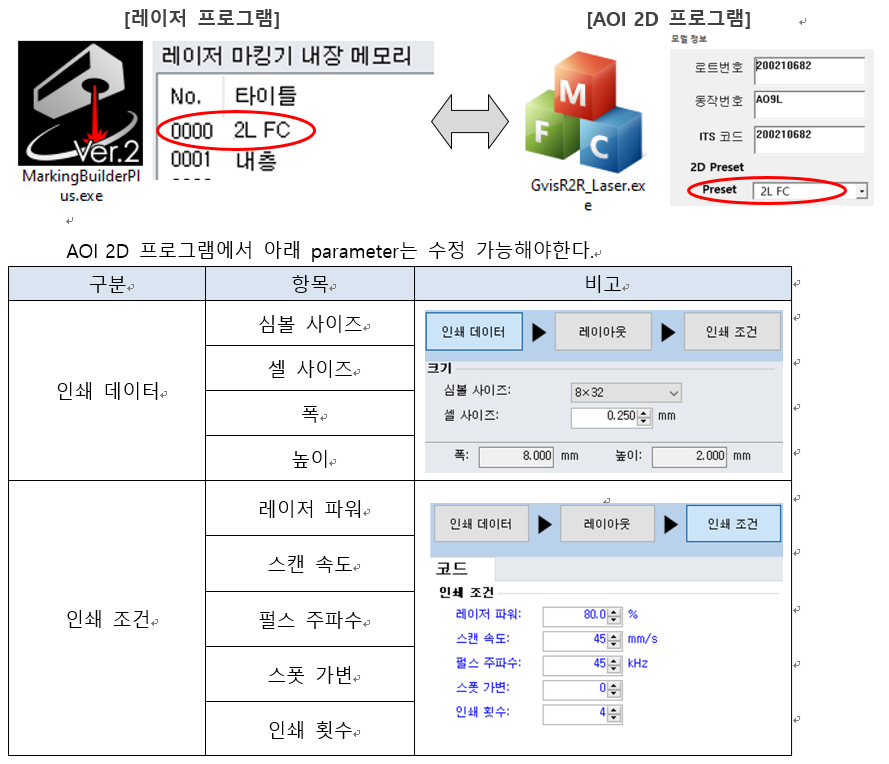 [레이저 프로그램]
[AOI 2D 프로그램]
Ver.2
MarkingBuilderPl
us.exe
레이저 마킹기 내장 메모리
No. 타이틀
0000 2L FC
0001 내층
M
F
C
GvisR2R_Laser.ex
e
모델 정보
로트번호 200210682
동작번호 AO9L
ITS 코드 200210682
2D Preset
Preset 2L FC
AOI 2D 프로그램에서 아래 parameter는 수정 가능해야한다.
구분 항목 비고
인쇄 데이터
심볼 사이즈
셀 사이즈
폭
높이
인쇄 데이터 레이아웃 인쇄 조건
크기
심볼 사이즈: 8×32
셀 사이즈: 0.250 mm
폭: 8.000 mm 높이: 2.000 mm
인쇄 조건
레이저 파워
스캔 속도
펄스 주파수
스폿 가변
인쇄 횟수
인쇄 데이터 레이아웃 인쇄 조건
코드
인쇄 조건
레이저 파워: 80.0 %
스캔 속도: 45 mm/s
펄스 주파수: 45 kHz
스폿 가변: 0
인쇄 횟수: 4